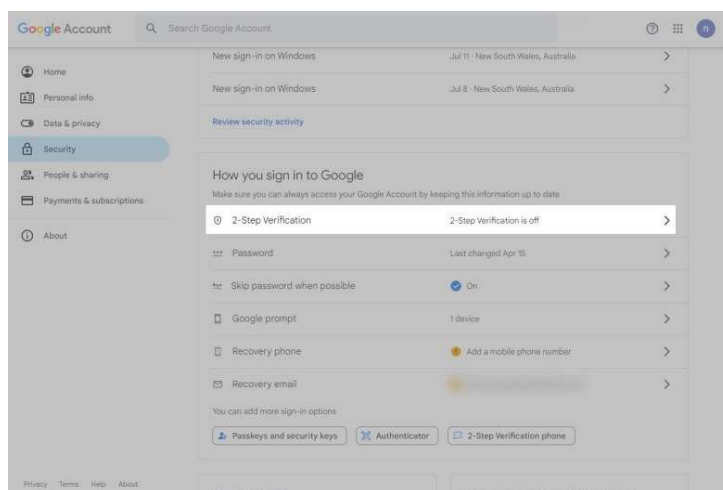 Google Account
Search Google Account
n
Home
Personal info
Data & privacy
Security
People & sharing
Payments & subscriptions
About
New sign-in on Windows Jul 11 · New South Wales, Australia
New sign-in on Windows Jul 8 · New South Wales, Australia
Review security activity
How you sign in to Google
Make sure you can always access your Google Account by keeping this information up to date
2-Step Verification 2-Step Verification is off
Password Last changed Apr 15
Skip password when possible On
Google prompt 1 device
Recovery phone Add a mobile phone number
Recovery email
You can add more sign-in options
Passkeys and security keys Authenticator 2-Step Verification phone
Privacy Terms Help About